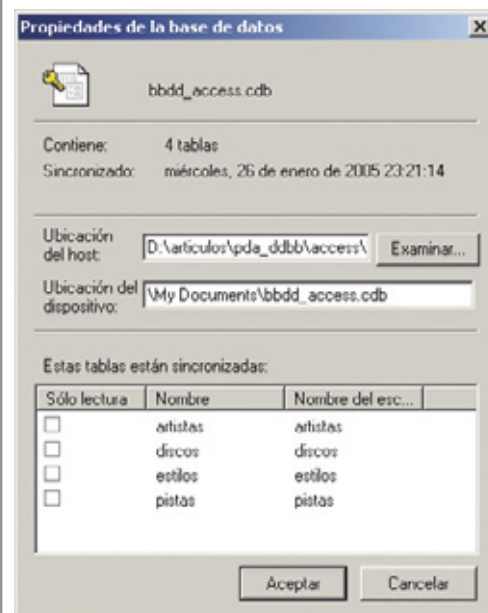 Propiedades de la base de datos
bbdd_access.cdb
Contiene: 4 tablas
Sincronizado: miércoles, 26 de enero de 2005 23:21:14
Ubicación del host: D:\articulos\pda_ddbb\access\ Examinar...
Ubicación del dispositivo: \My Documents\bbdd_access.cdb
Estas tablas están sincronizadas:
Sólo lectura Nombre Nombre del esc...
artistas artistas
discos discos
estilos estilos
pistas pistas
Aceptar Cancelar